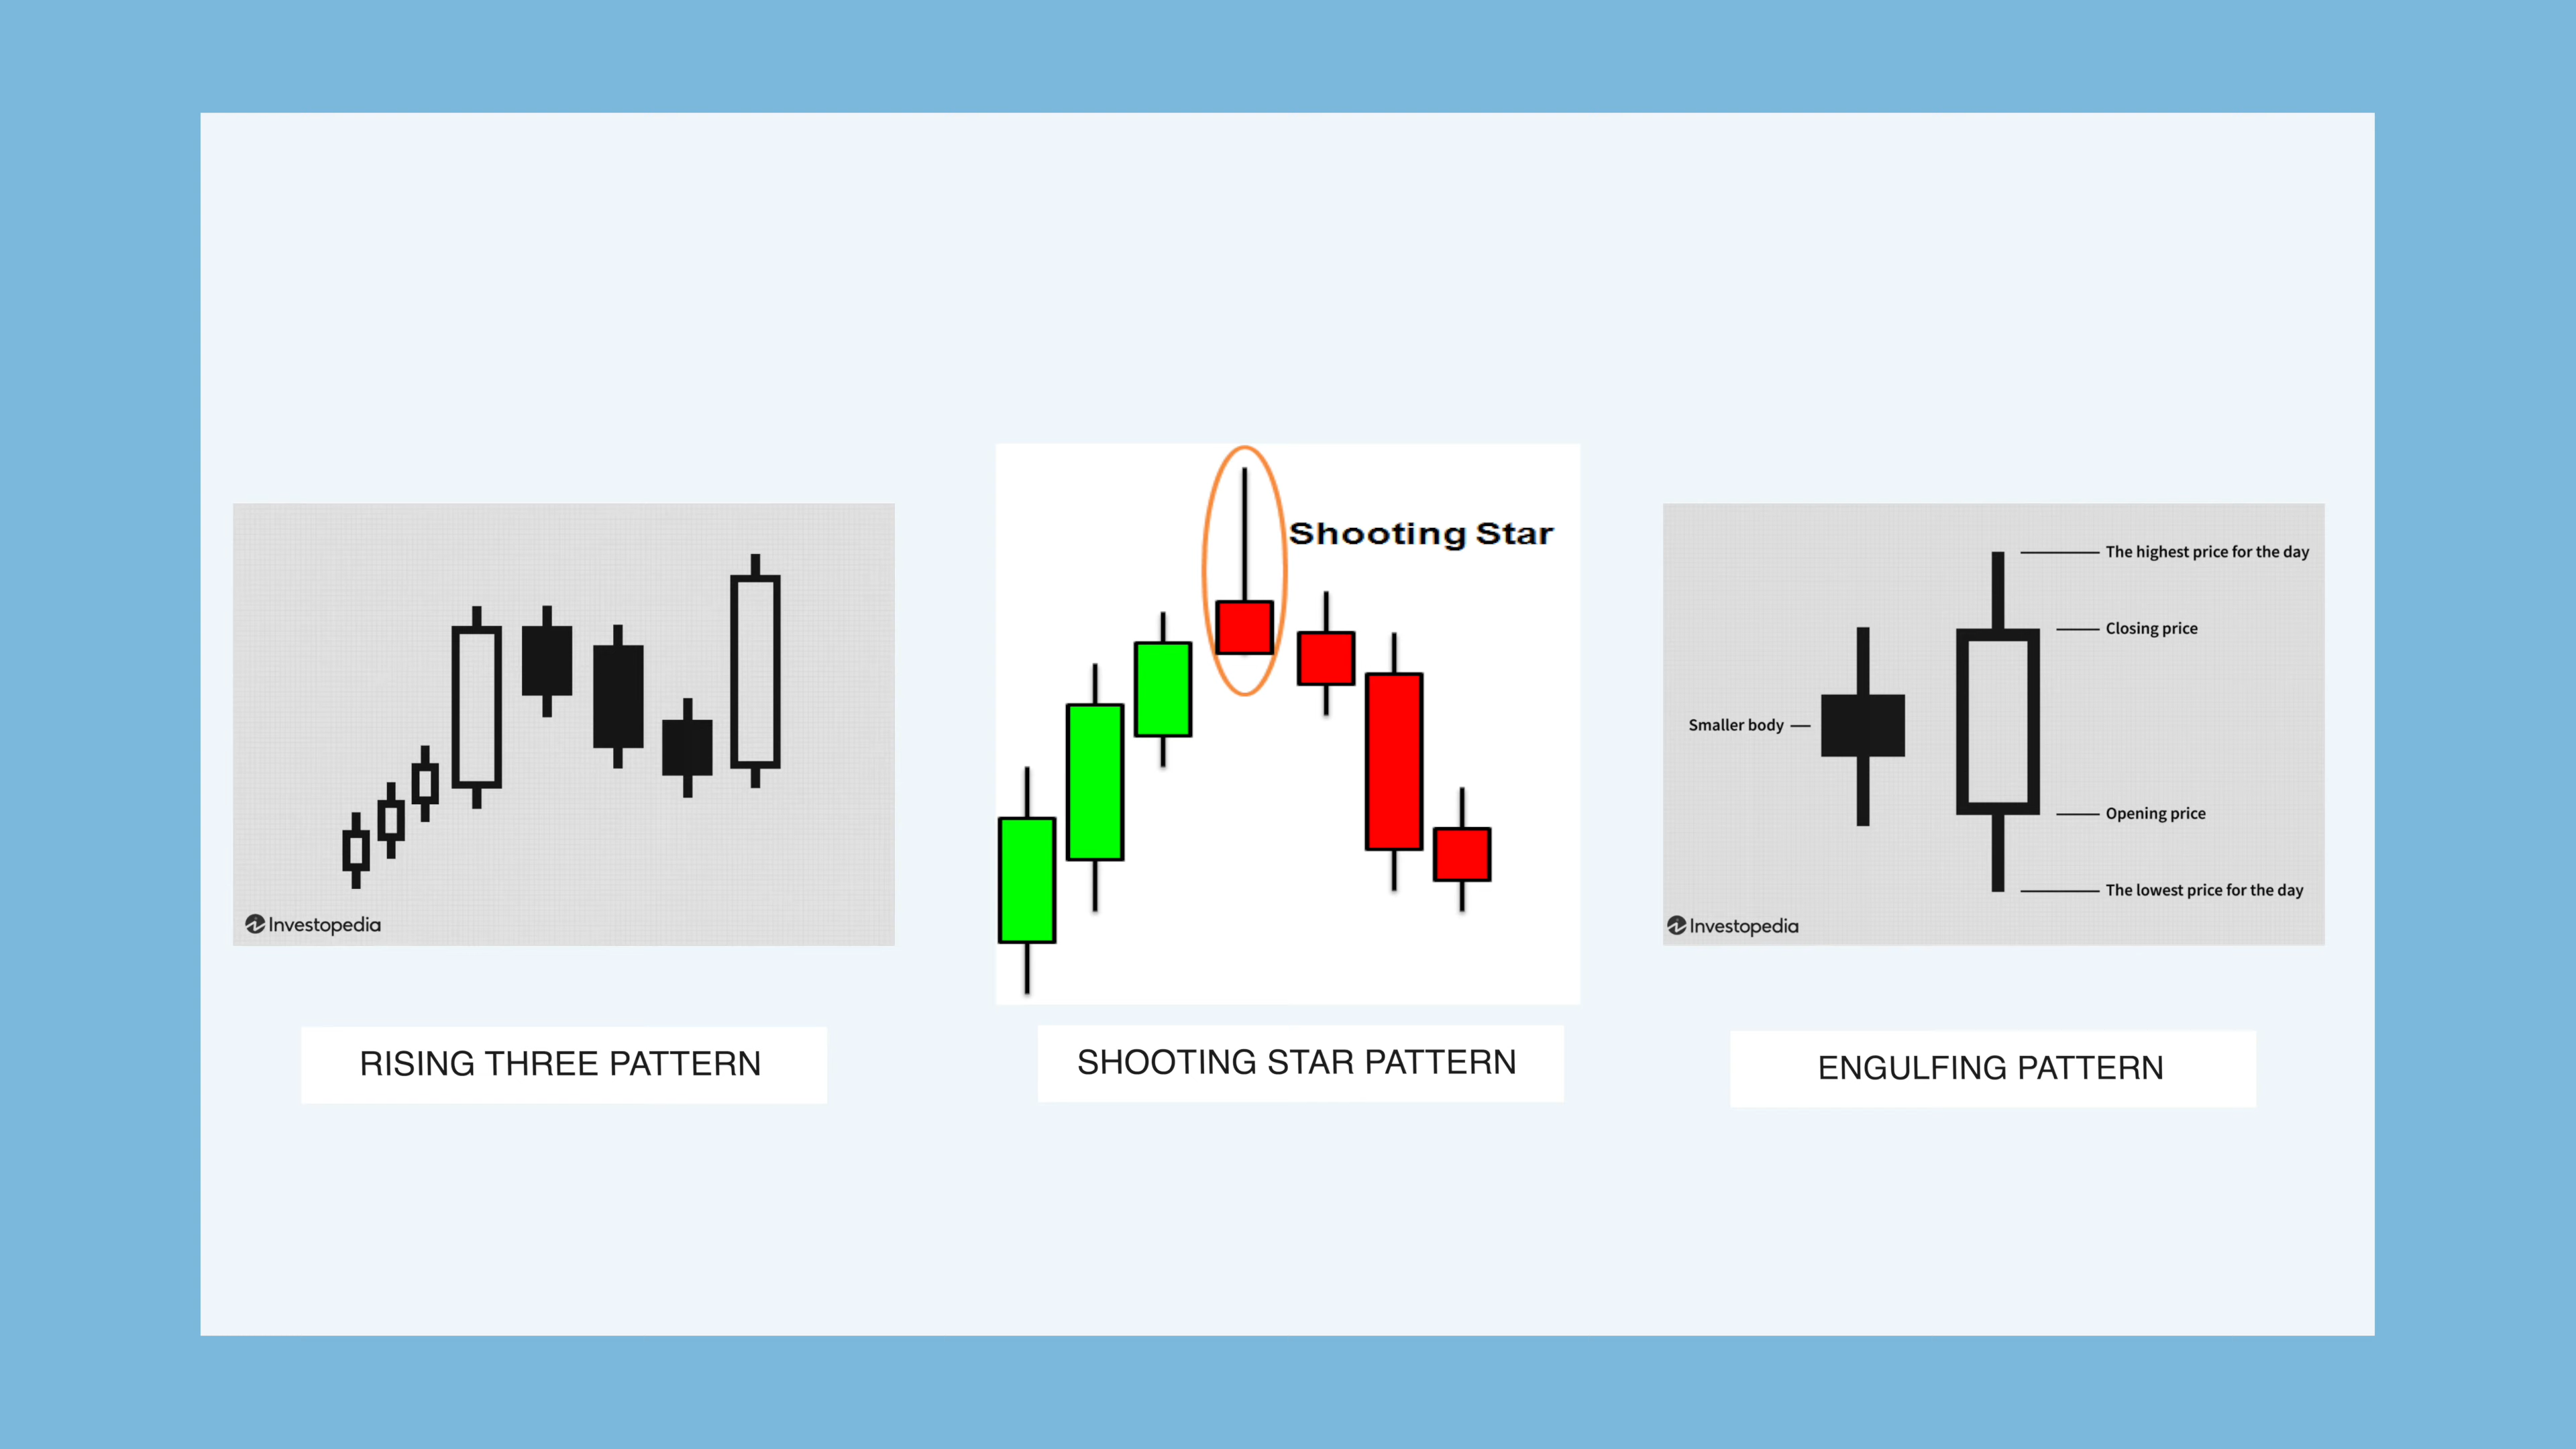 Shooting Star
The highest price for the day
Closing price
Smaller body
Opening price
The lowest price for the day
Investopedia
Investopedia
RISING THREE PATTERN
SHOOTING STAR PATTERN
ENGULFING PATTERN